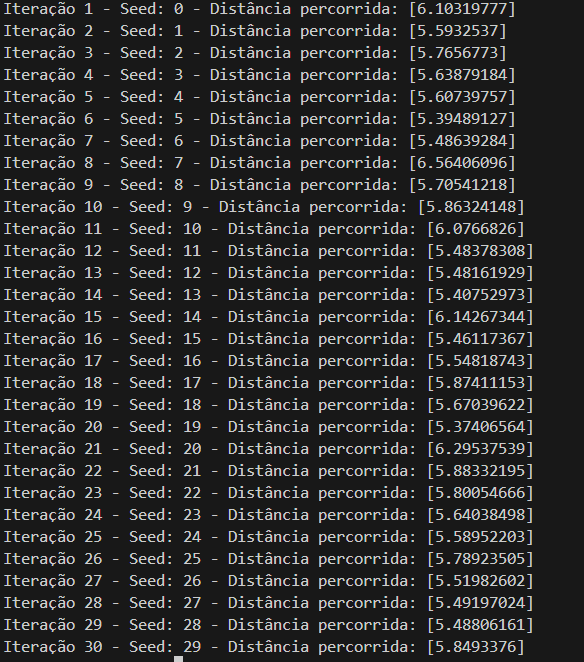 Iteração 1 - Seed: 0 - Distância percorrida: [6.10319777]
Iteração 2 - Seed: 1 - Distância percorrida: [5.5932537]
Iteração 3 - Seed: 2 - Distância percorrida: [5.7656773]
Iteração 4 - Seed: 3 - Distância percorrida: [5.63879184]
Iteração 5 - Seed: 4 - Distância percorrida: [5.60739757]
Iteração 6 - Seed: 5 - Distância percorrida: [5.39489127]
Iteração 7 - Seed: 6 - Distância percorrida: [5.48639284]
Iteração 8 - Seed: 7 - Distância percorrida: [6.56406096]
Iteração 9 - Seed: 8 - Distância percorrida: [5.70541218]
Iteração 10 - Seed: 9 - Distância percorrida: [5.86324148]
Iteração 11 - Seed: 10 - Distância percorrida: [6.0766826]
Iteração 12 - Seed: 11 - Distância percorrida: [5.48378308]
Iteração 13 - Seed: 12 - Distância percorrida: [5.48161929]
Iteração 14 - Seed: 13 - Distância percorrida: [5.40752973]
Iteração 15 - Seed: 14 - Distância percorrida: [6.14267344]
Iteração 16 - Seed: 15 - Distância percorrida: [5.46117367]
Iteração 17 - Seed: 16 - Distância percorrida: [5.54818743]
Iteração 18 - Seed: 17 - Distância percorrida: [5.87411153]
Iteração 19 - Seed: 18 - Distância percorrida: [5.67039622]
Iteração 20 - Seed: 19 - Distância percorrida: [5.37406564]
Iteração 21 - Seed: 20 - Distância percorrida: [6.29537539]
Iteração 22 - Seed: 21 - Distância percorrida: [5.88332195]
Iteração 23 - Seed: 22 - Distância percorrida: [5.80054666]
Iteração 24 - Seed: 23 - Distância percorrida: [5.64038498]
Iteração 25 - Seed: 24 - Distância percorrida: [5.58952203]
Iteração 26 - Seed: 25 - Distância percorrida: [5.78923505]
Iteração 27 - Seed: 26 - Distância percorrida: [5.51982602]
Iteração 28 - Seed: 27 - Distância percorrida: [5.49197024]
Iteração 29 - Seed: 28 - Distância percorrida: [5.48806161]
Iteração 30 - Seed: 29 - Distância percorrida: [5.8493376]